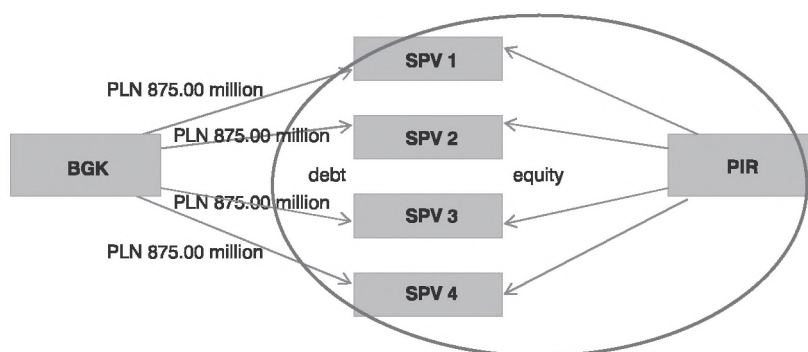 SPV 1
PLN 875.00 million
PLN 875.00 million
SPV 2
BGK
debt
equity
PIR
PLN 875.00 million
SPV 3
PLN 875.00 million
SPV 4